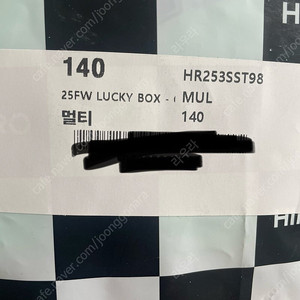 140 HR253SST98
25FW LUCKY BOX - ( MUL
멀티 140